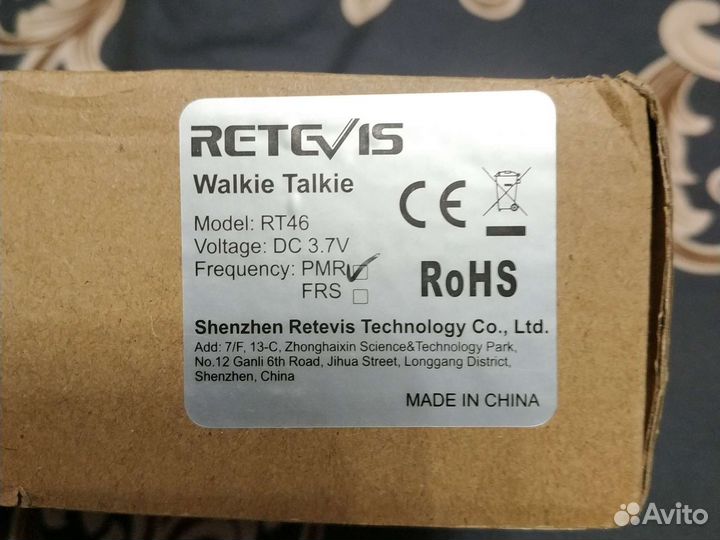 RETEVIS
Walkie Talkie
Model: RT46
Voltage: DC 3.7V
Frequency: PMR
FRS
CE
RoHS
Shenzhen Retevis Technology Co., Ltd.
Add: 7/F, 13-C, Zhonghaixin Science&Technology Park,
No.12 Ganli 6th Road, Jihua Street, Longgang District,
Shenzhen, China
MADE IN CHINA
Avito